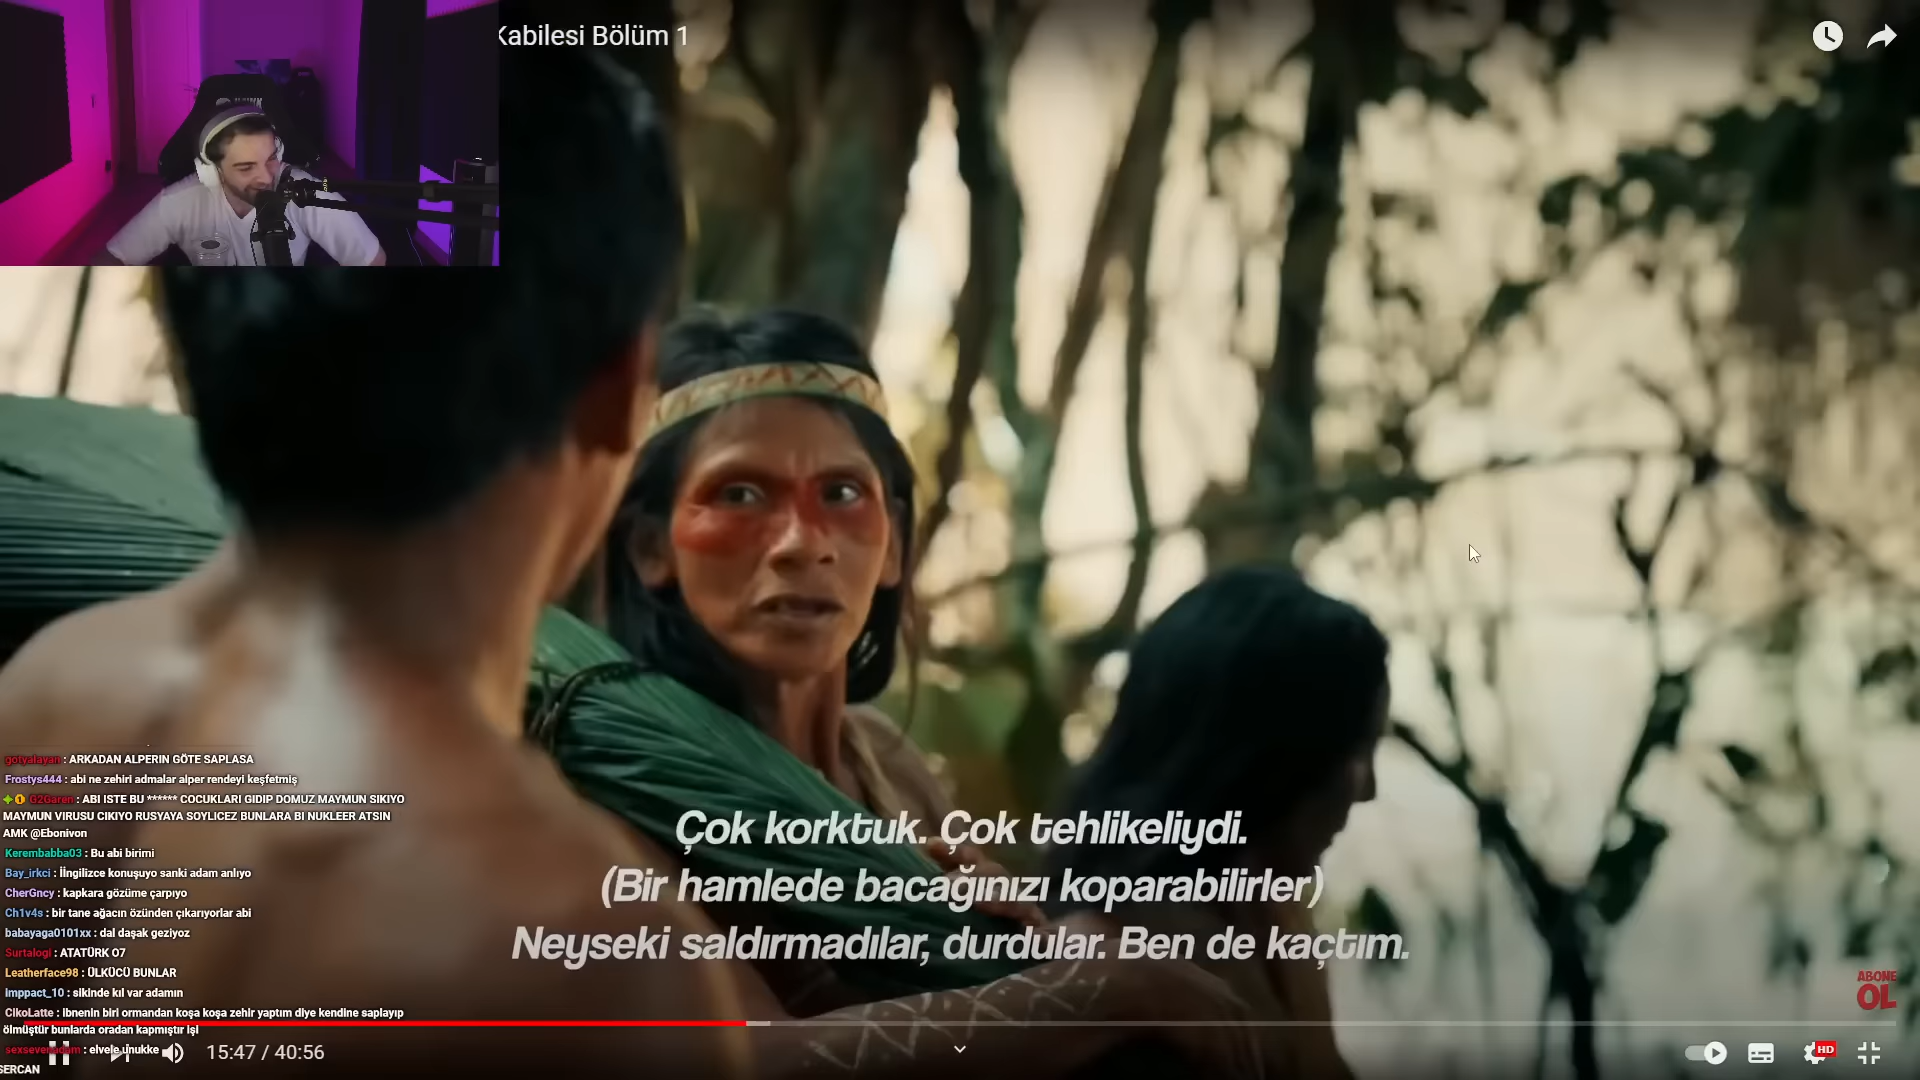 Kabilesi Bölüm 1
gotyalayan : ARKADAN ALPERIN GÖTE SAPLASA
Frostys444 : abi ne zehiri admalar alper rendeyi keşfetmiş
G2Garen : ABI ISTE BU ****** COCUKLARI GIDIP DOMUZ MAYMUN SIKIYO
MAYMUN VIRUSU CIKIYO RUSYAYA SOYLICEZ BUNLARA BI NUKLEER ATSIN
AMK @Ebonivon
Kerembabba03 : Bu abi birimi
Bay_irkci : İingilizce konuşuyo sanki adam anlıyo
CherGncy : kapkara gözüme çarpıyo
Ch1v4s : bir tane ağacın özünden çıkarıyorlar abi
babayaga0101xx : dal daşak geziyoz
Surtalogi : ATATÜRK O7
Leatherface98 : ÜLKÜCÜ BUNLAR
imppact_10 : sikinde kıl var adamın
CikoLatte : ibnenin biri ormandan koşa koşa zehir yaptım diye kendine saplayıp
ölmüştür bunlarda oradan kapmıştır işi
: elvele unukke
SERCAN
Çok korktuk. Çok tehlikeliydi.
(Bir hamlede bacağınızı koparabilirler)
Neyseki saldırmadılar, durdular. Ben de kaçtım.
ABONE
OL
15:47 / 40:56
HD